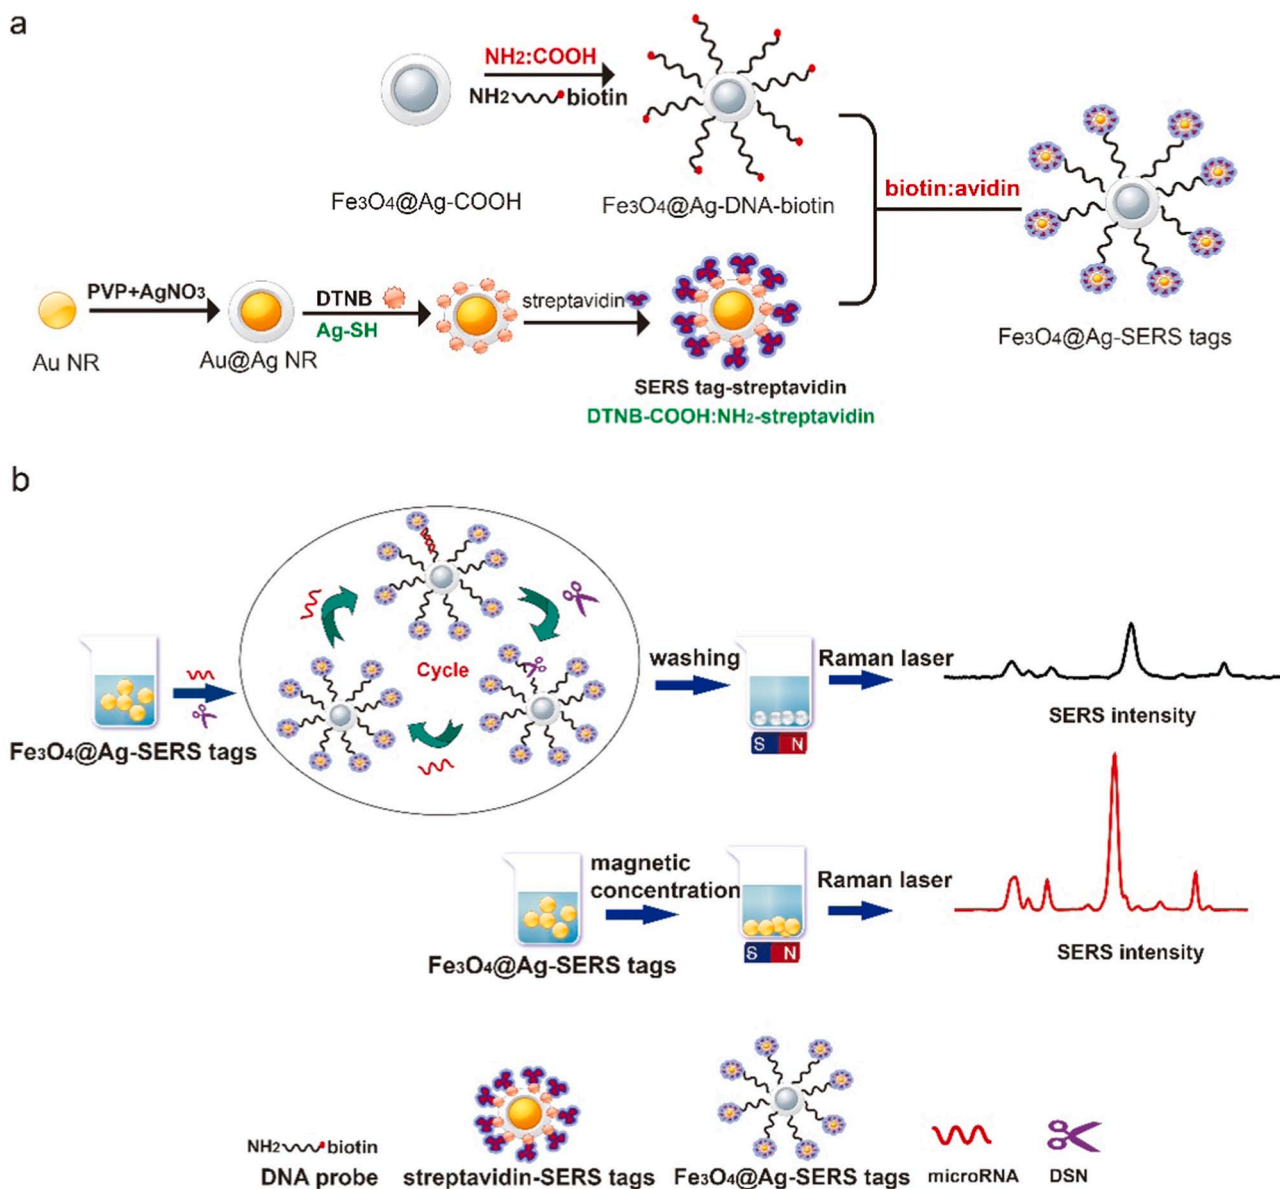 a
NH2:COOH
NH2 biotin
Fe3O4@Ag-COOH
Fe3O4@Ag-DNA-biotin
biotin:avidin
PVP+AgNO3
DTNB
Ag-SH
streptavidin
Au NR
Au@Ag NR
SERS tag-streptavidin
DTNB-COOH:NH2-streptavidin
Fe3O4@Ag-SERS tags
b
Cycle
Fe3O4@Ag-SERS tags
washing
S N
Raman laser
SERS intensity
Fe3O4@Ag-SERS tags
magnetic
concentration
S N
Raman laser
SERS intensity
NH2 biotin
DNA probe
streptavidin-SERS tags
Fe3O4@Ag-SERS tags
microRNA
DSN